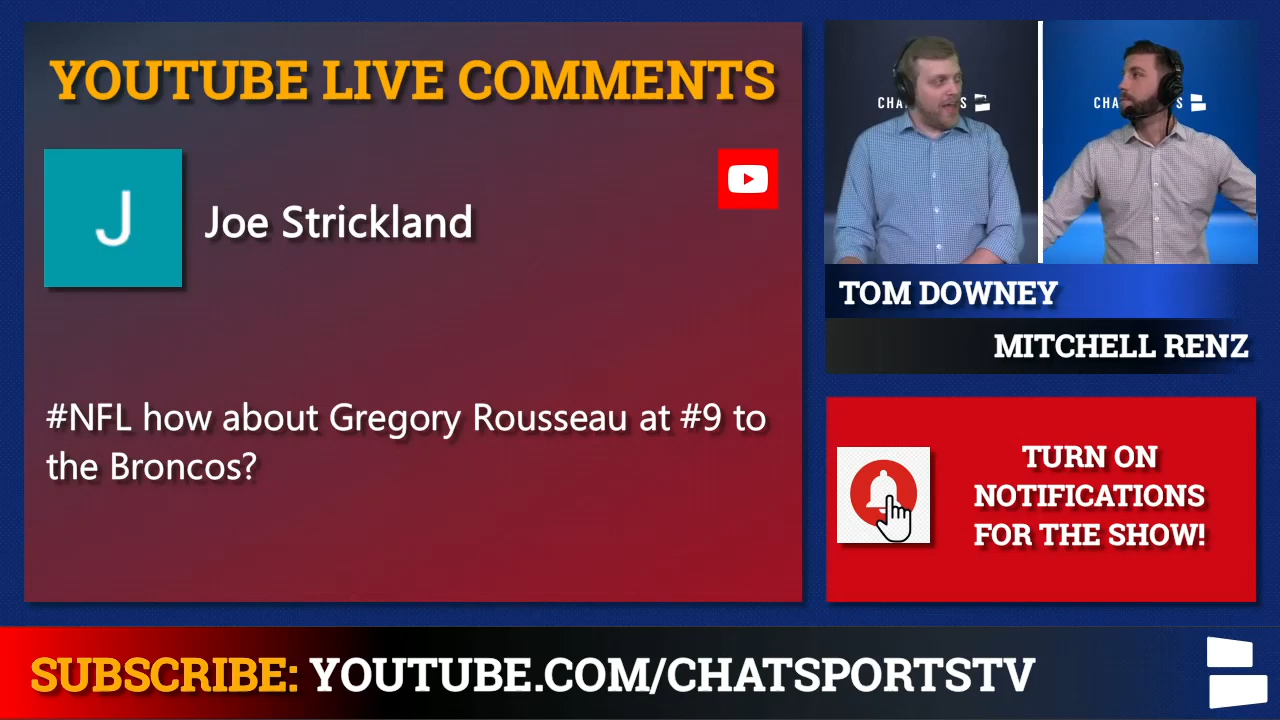 YOUTUBE LIVE COMMENTS
J
Joe Strickland
#NFL how about Gregory Rousseau at #9 to
the Broncos?
TOM DOWNEY
MITCHELL RENZ
TURN ON
NOTIFICATIONS
FOR THE SHOW!
SUBSCRIBE: YOUTUBE.COM/CHATSPORTSTV